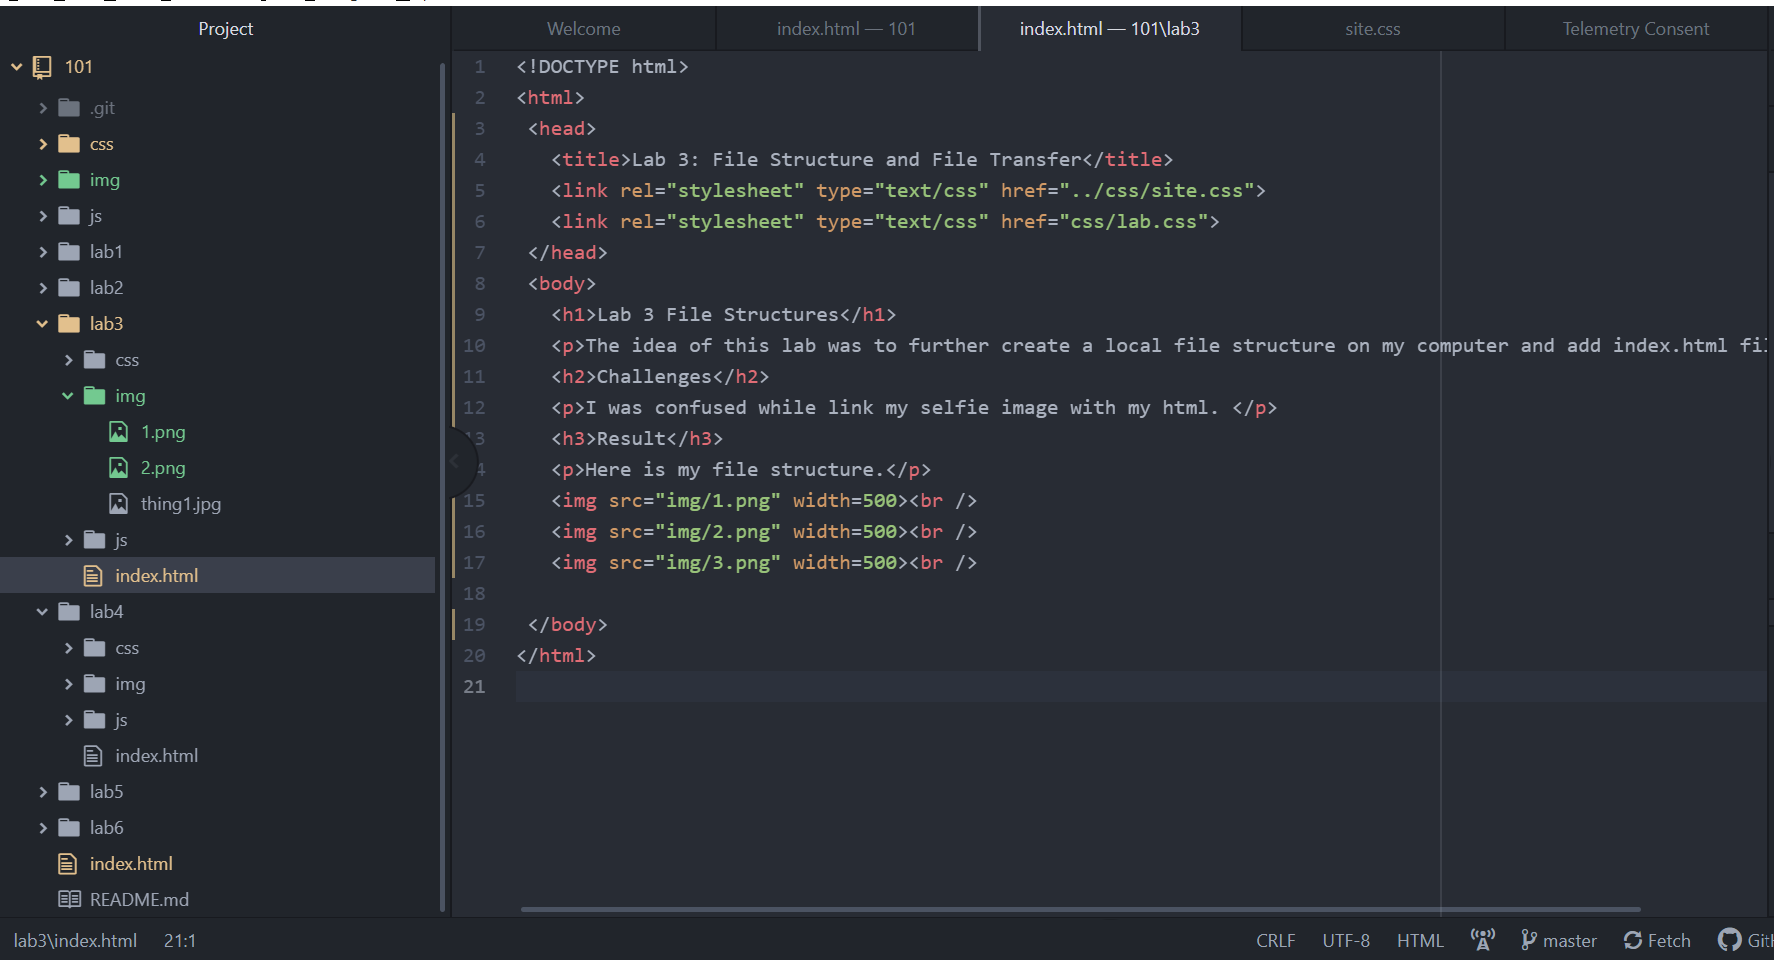 Project
101
.git
css
img
js
lab1
lab2
lab3
css
img
1.png
2.png
thing1.jpg
js
index.html
lab4
css
img
js
index.html
lab5
lab6
index.html
README.md
Welcome
index.html — 101
index.html — 101\lab3
site.css
Telemetry Consent
1 <!DOCTYPE html>
2 <html>
3 <head>
4 <title>Lab 3: File Structure and File Transfer</title>
5 <link rel="stylesheet" type="text/css" href="../css/site.css">
6 <link rel="stylesheet" type="text/css" href="css/lab.css">
7 </head>
8 <body>
9 <h1>Lab 3 File Structures</h1>
10 <p>The idea of this lab was to further create a local file structure on my computer and add index.html fil
11 <h2>Challenges</h2>
12 <p>I was confused while link my selfie image with my html. </p>
3 <h3>Result</h3>
4 <p>Here is my file structure.</p>
15 <img src="img/1.png" width=500><br />
16 <img src="img/2.png" width=500><br />
17 <img src="img/3.png" width=500><br />
18
19 </body>
20 </html>
21
lab3\index.html 21:1 CRLF UTF-8 HTML master Fetch GitH